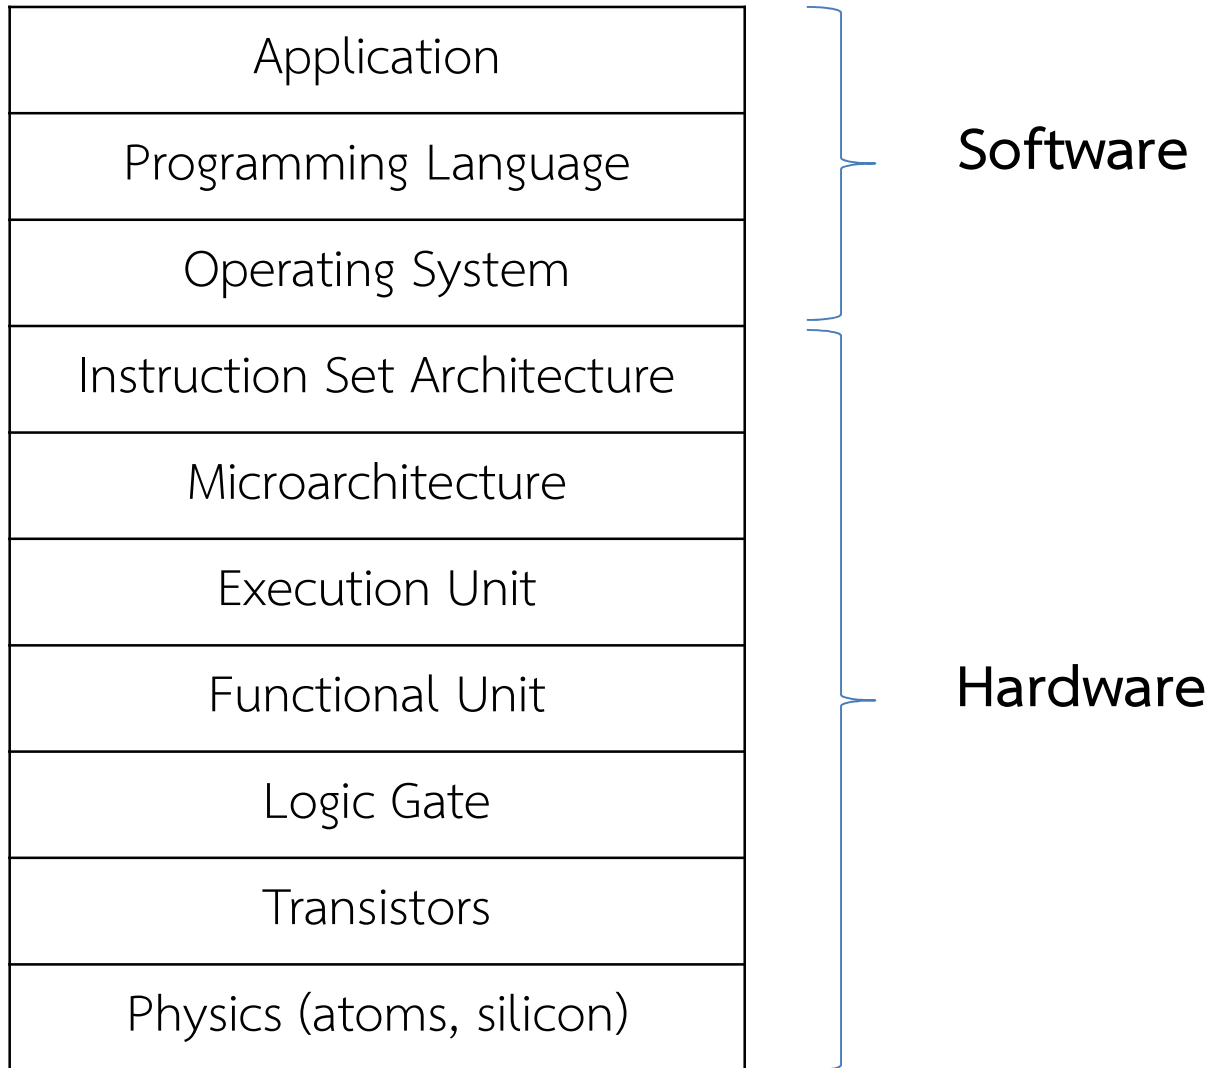 Application
Programming Language
Operating System
Instruction Set Architecture
Microarchitecture
Execution Unit
Functional Unit
Logic Gate
Transistors
Physics (atoms, silicon)
Software
Hardware